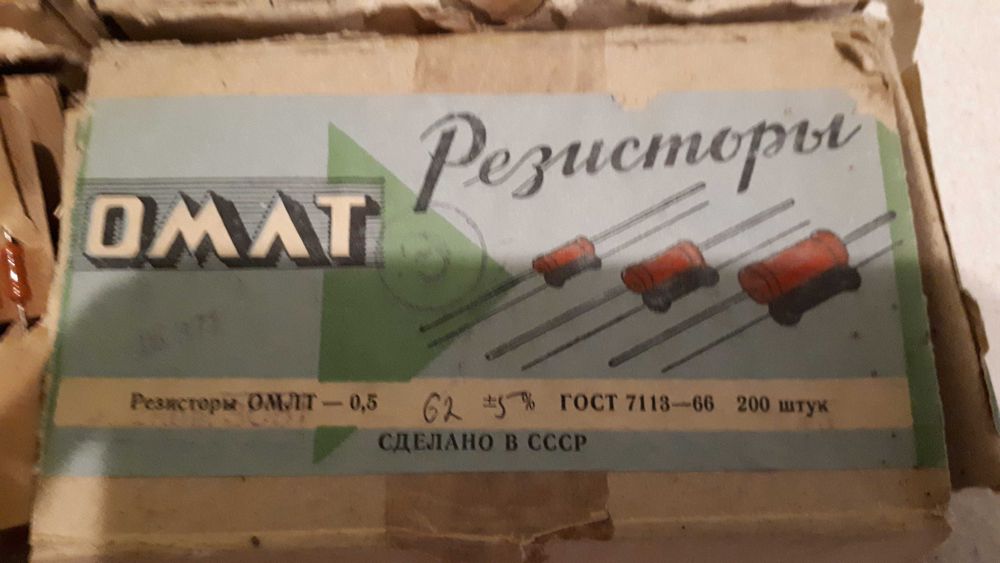 Резисторы
ОМЛТ
Резисторы ОМЛТ — 0,5 62 ±5% ГОСТ 7113—66 200 штук
СДЕЛАНО В СССР